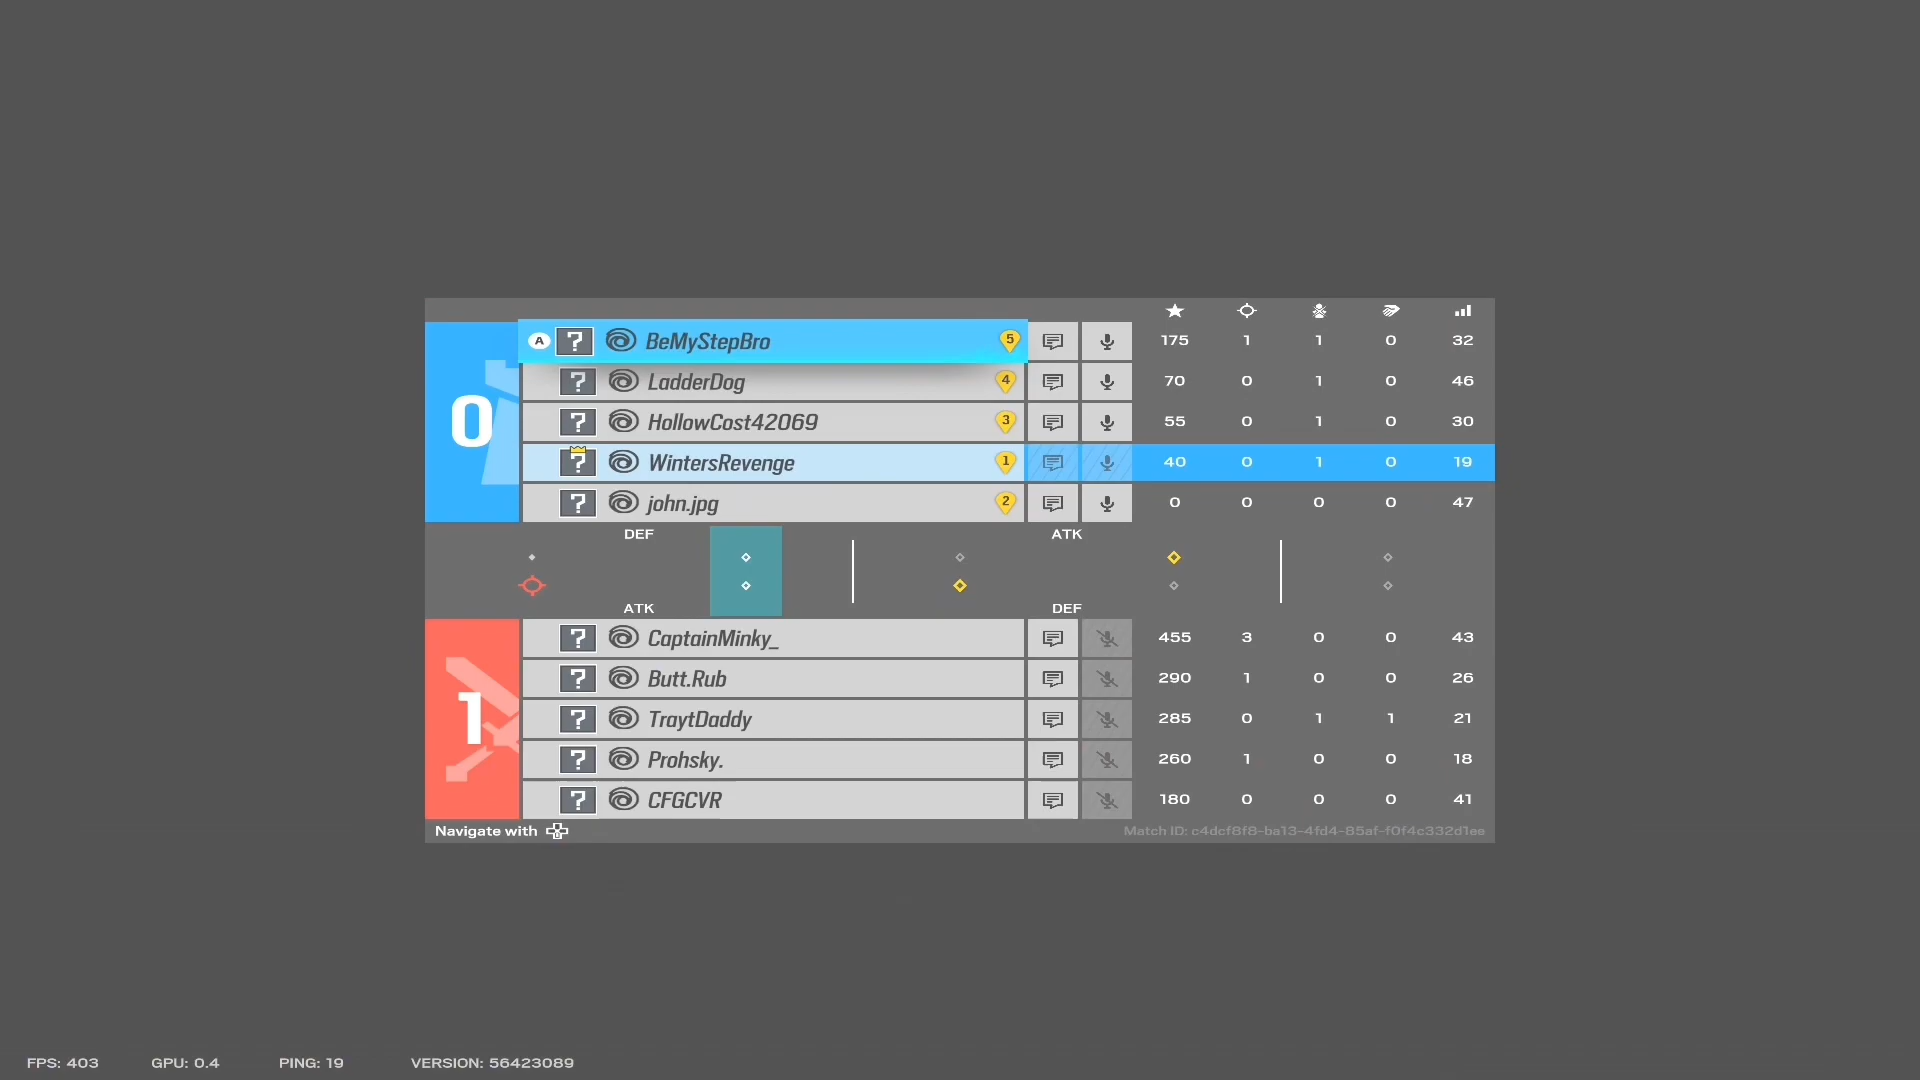 A ? BeMyStepBro 5 175 1 1 0 32
? LadderDog 4 70 0 1 0 46
0
? HollowCost42069 3 55 0 1 0 30
? WintersRevenge 1 40 0 1 0 19
? john.jpg 2 0 0 0 0 47
DEF ATK
ATK DEF
? CaptainMinky_ 455 3 0 0 43
? Butt.Rub 290 1 0 0 26
1
? TraytDaddy 285 0 1 1 21
? Prohsky. 260 1 0 0 18
? CFGCVR 180 0 0 0 41
Navigate with Match ID: c4dcf8f8-ba13-4fd4-85af-f0f4c332d1ee
FPS: 403 GPU: 0.4 PING: 19 VERSION: 56423089